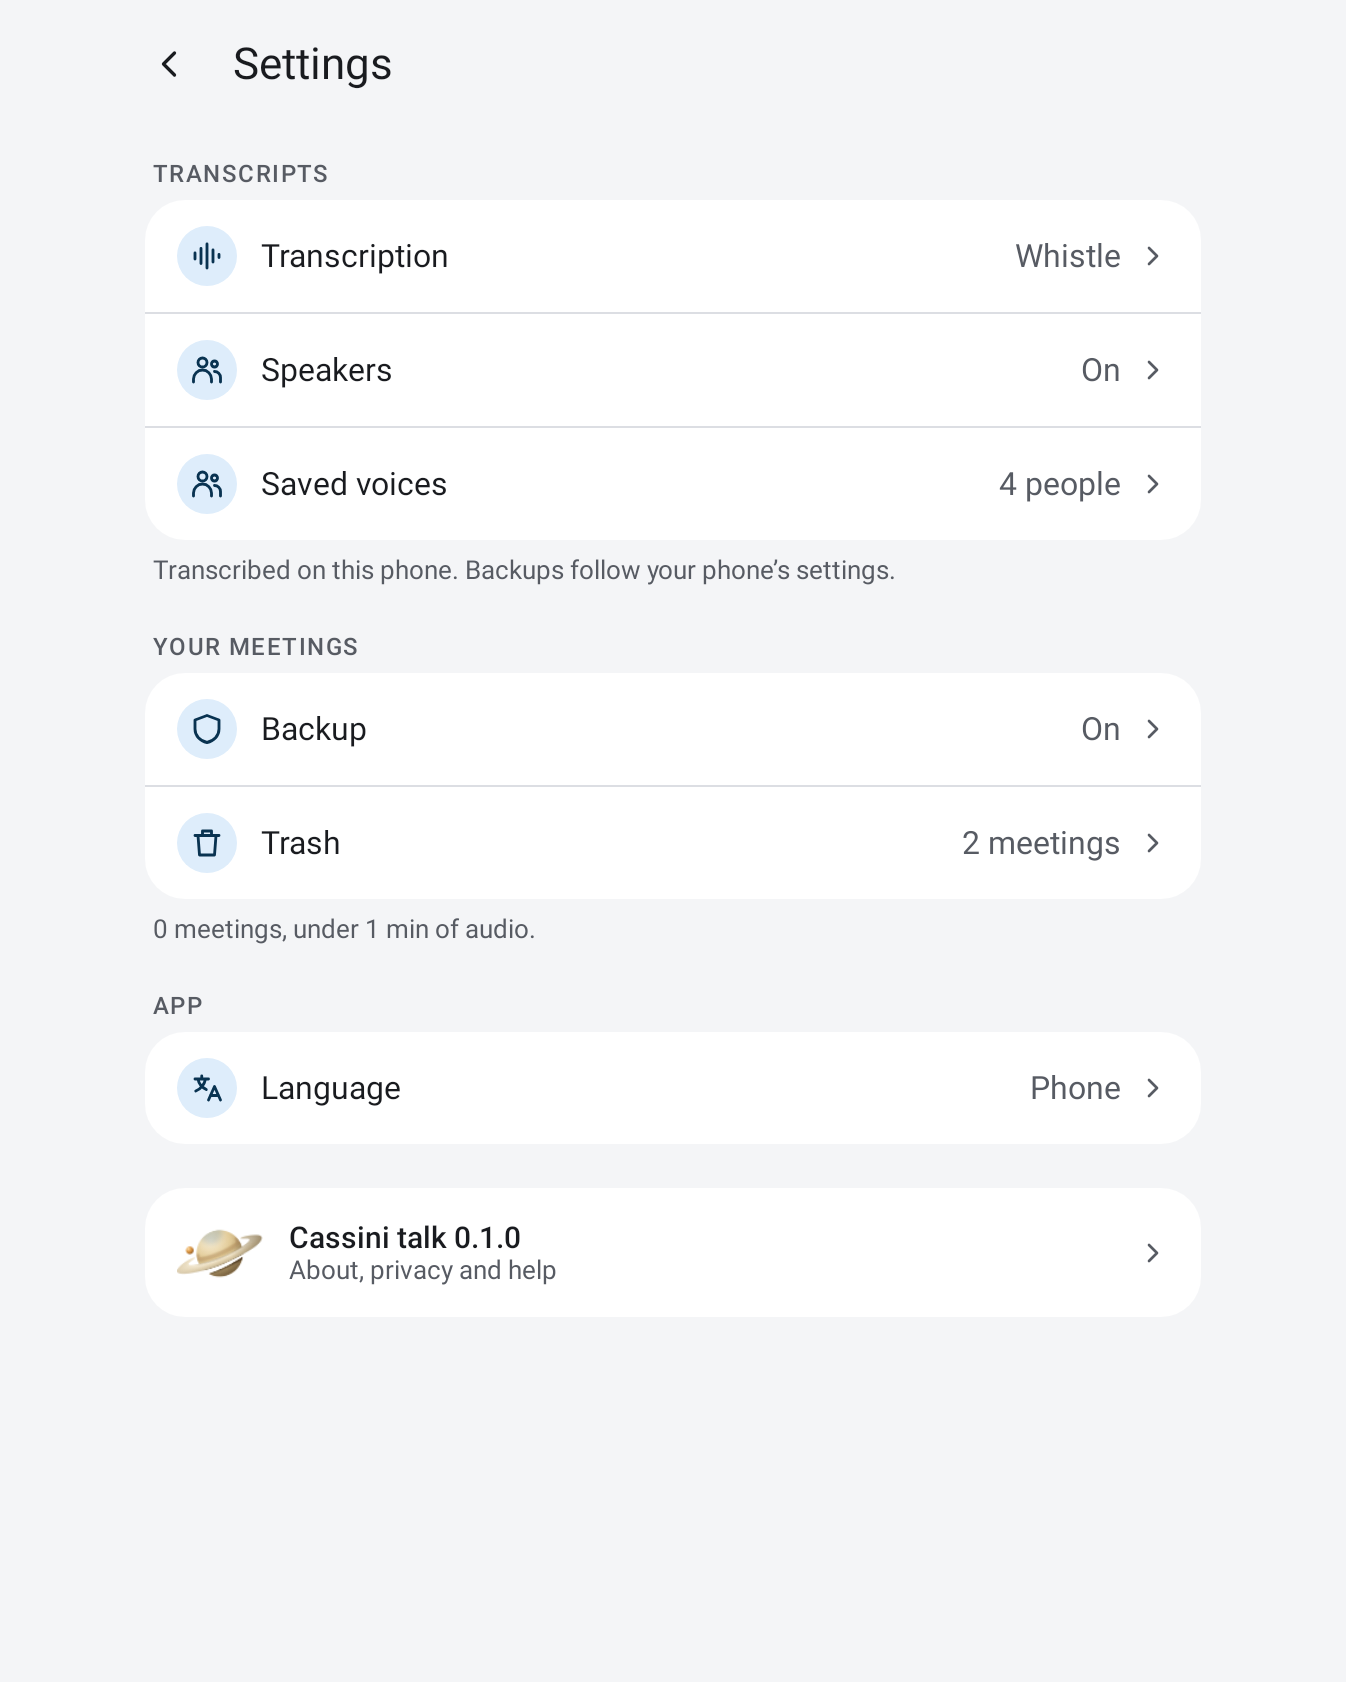 Settings
TRANSCRIPTS
Transcription Whistle
Speakers On
Saved voices 4 people
Transcribed on this phone. Backups follow your phone’s settings.
YOUR MEETINGS
Backup On
Trash 2 meetings
0 meetings, under 1 min of audio.
APP
Language Phone
Cassini talk 0.1.0
About, privacy and help